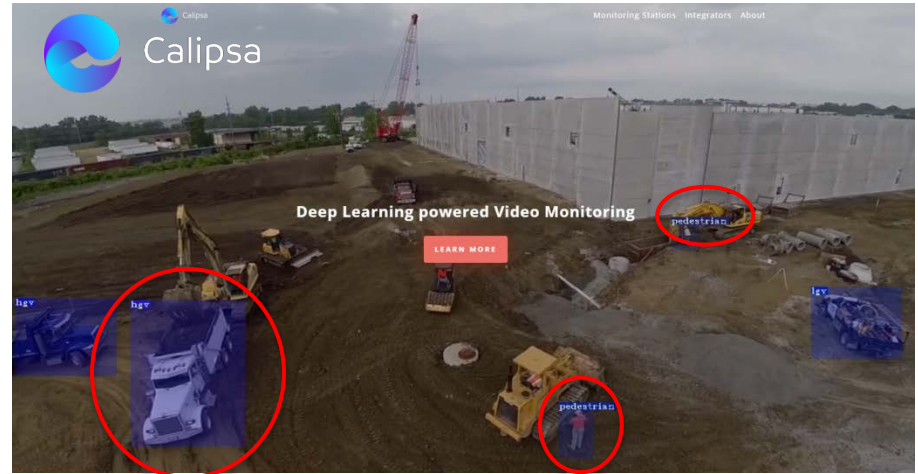 Calipsa
Monitoring Stations Integrators About
Calipsa
Deep Learning powered Video Monitoring
pedestrian
LEARN MORE
lgv
hgv
hgv
pedestrian